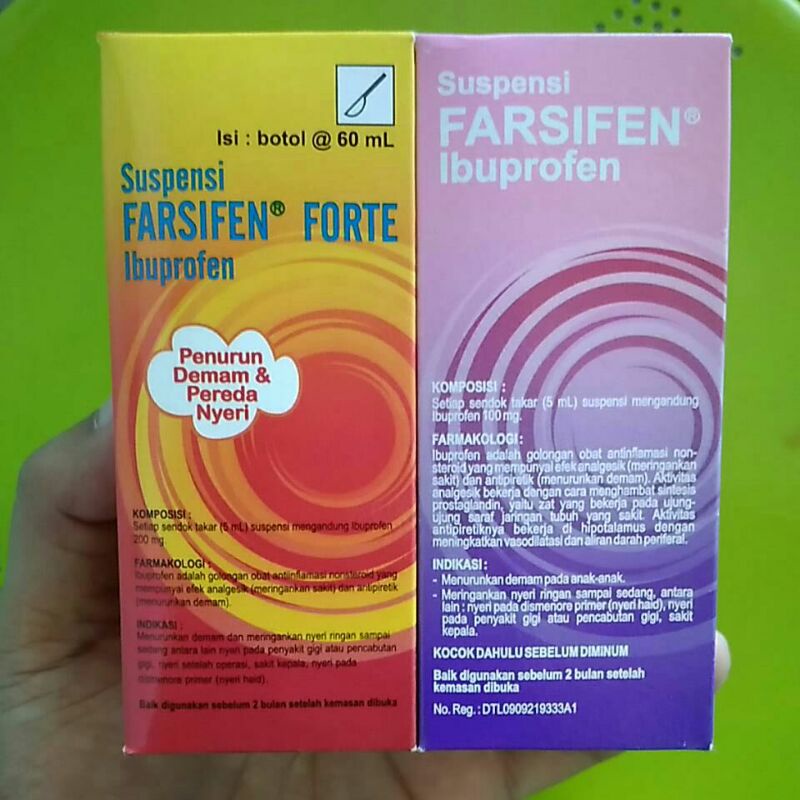 Isi : botol @ 60 mL
Suspensi
FARSIFEN® FORTE
Ibuprofen
Penurun
Demam &
Pereda
Nyeri
KOMPOSISI :
Setiap sendok takar (5 mL) suspensi mengandung Ibuprofen
200 mg.
FARMAKOLOGI :
Ibuprofen adalah golongan obat antiinflamasi nonsteroid yang
mempunyai efek analgesik (meringankan sakit) dan antipiretik
(menurunkan demam).
INDIKASI :
Menurunkan demam dan meringankan nyeri ringan sampai
sedang antara lain nyeri pada penyakit gigi atau pencabutan
gigi, nyeri setelah operasi, sakit kepala, nyeri pada
dismenore primer (nyeri haid).
Baik digunakan sebelum 2 bulan setelah kemasan dibuka
Suspensi
FARSIFEN®
Ibuprofen
KOMPOSISI :
Setiap sendok takar (5 mL) suspensi mengandung
Ibuprofen 100 mg.
FARMAKOLOGI :
Ibuprofen adalah golongan obat antinflamasi non-
steroid yang mempunyai efek analgesik (meringankan
sakit) dan antipiretik (menurunkan demam). Aktivitas
analgesik bekerja dengan cara menghambat sintesis
prostaglandin, yaitu zat yang bekerja pada ujung-
ujung saraf jaringan tubuh yang sakit. Aktivitas
antipiretiknya bekerja di hipotalamus dengan
meningkatkan vasodilatasi dan aliran darah periferal.
INDIKASI :
- Menurunkan demam pada anak-anak.
- Meringankan nyeri ringan sampai sedang, antara
lain : nyeri pada dismenore primer (nyeri haid), nyeri
pada penyakit gigi atau pencabutan gigi, sakit
kepala.
KOCOK DAHULU SEBELUM DIMINUM
Baik digunakan sebelum 2 bulan setelah
kemasan dibuka
No. Reg. : DTL0909219333A1